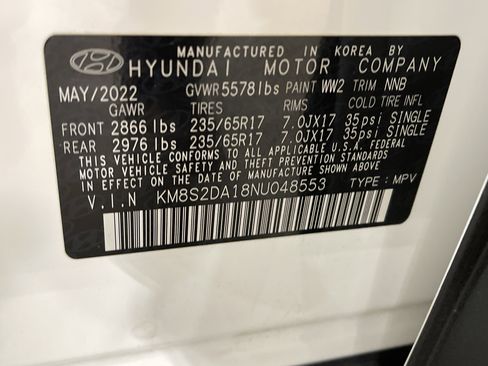 MANUFACTURED IN KOREA BY
HYUNDAI MOTOR COMPANY
MAY/2022 GVWR 5578lbs PAINT WW2 TRIM NNB
GAWR TIRES RIMS COLD TIRE INFL
FRONT 2866 lbs 235/65R17 7.0JX17 35psi SINGLE
REAR 2976 lbs 235/65R17 7.0JX17 35psi SINGLE
THIS VEHICLE CONFORMS TO ALL APPLICABLE U.S.A. FEDERAL
MOTOR VEHICLE SAFETY AND THEFT PREVENTION STANDARDS
IN EFFECT ON THE DATE OF MANUFACTURE SHOWN ABOVE
V.I.N KM8S2DA18NU048553 TYPE: MPV